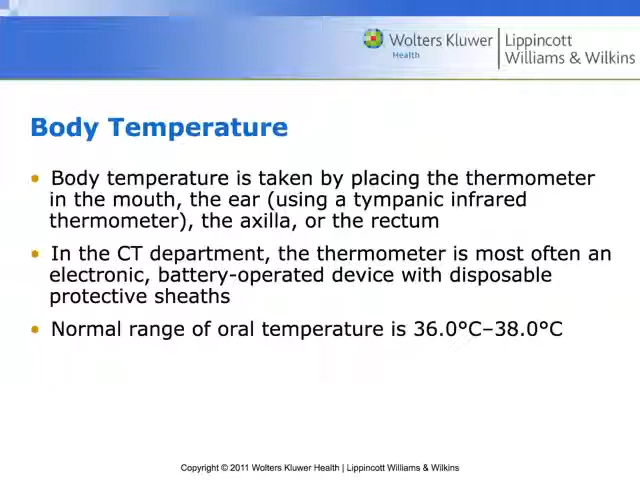 Wolters Kluwer
Health
Lippincott
Williams & Wilkins
Body Temperature
• Body temperature is taken by placing the thermometer
in the mouth, the ear (using a tympanic infrared
thermometer), the axilla, or the rectum
• In the CT department, the thermometer is most often an
electronic, battery-operated device with disposable
protective sheaths
• Normal range of oral temperature is 36.0°C–38.0°C
Copyright © 2011 Wolters Kluwer Health | Lippincott Williams & Wilkins